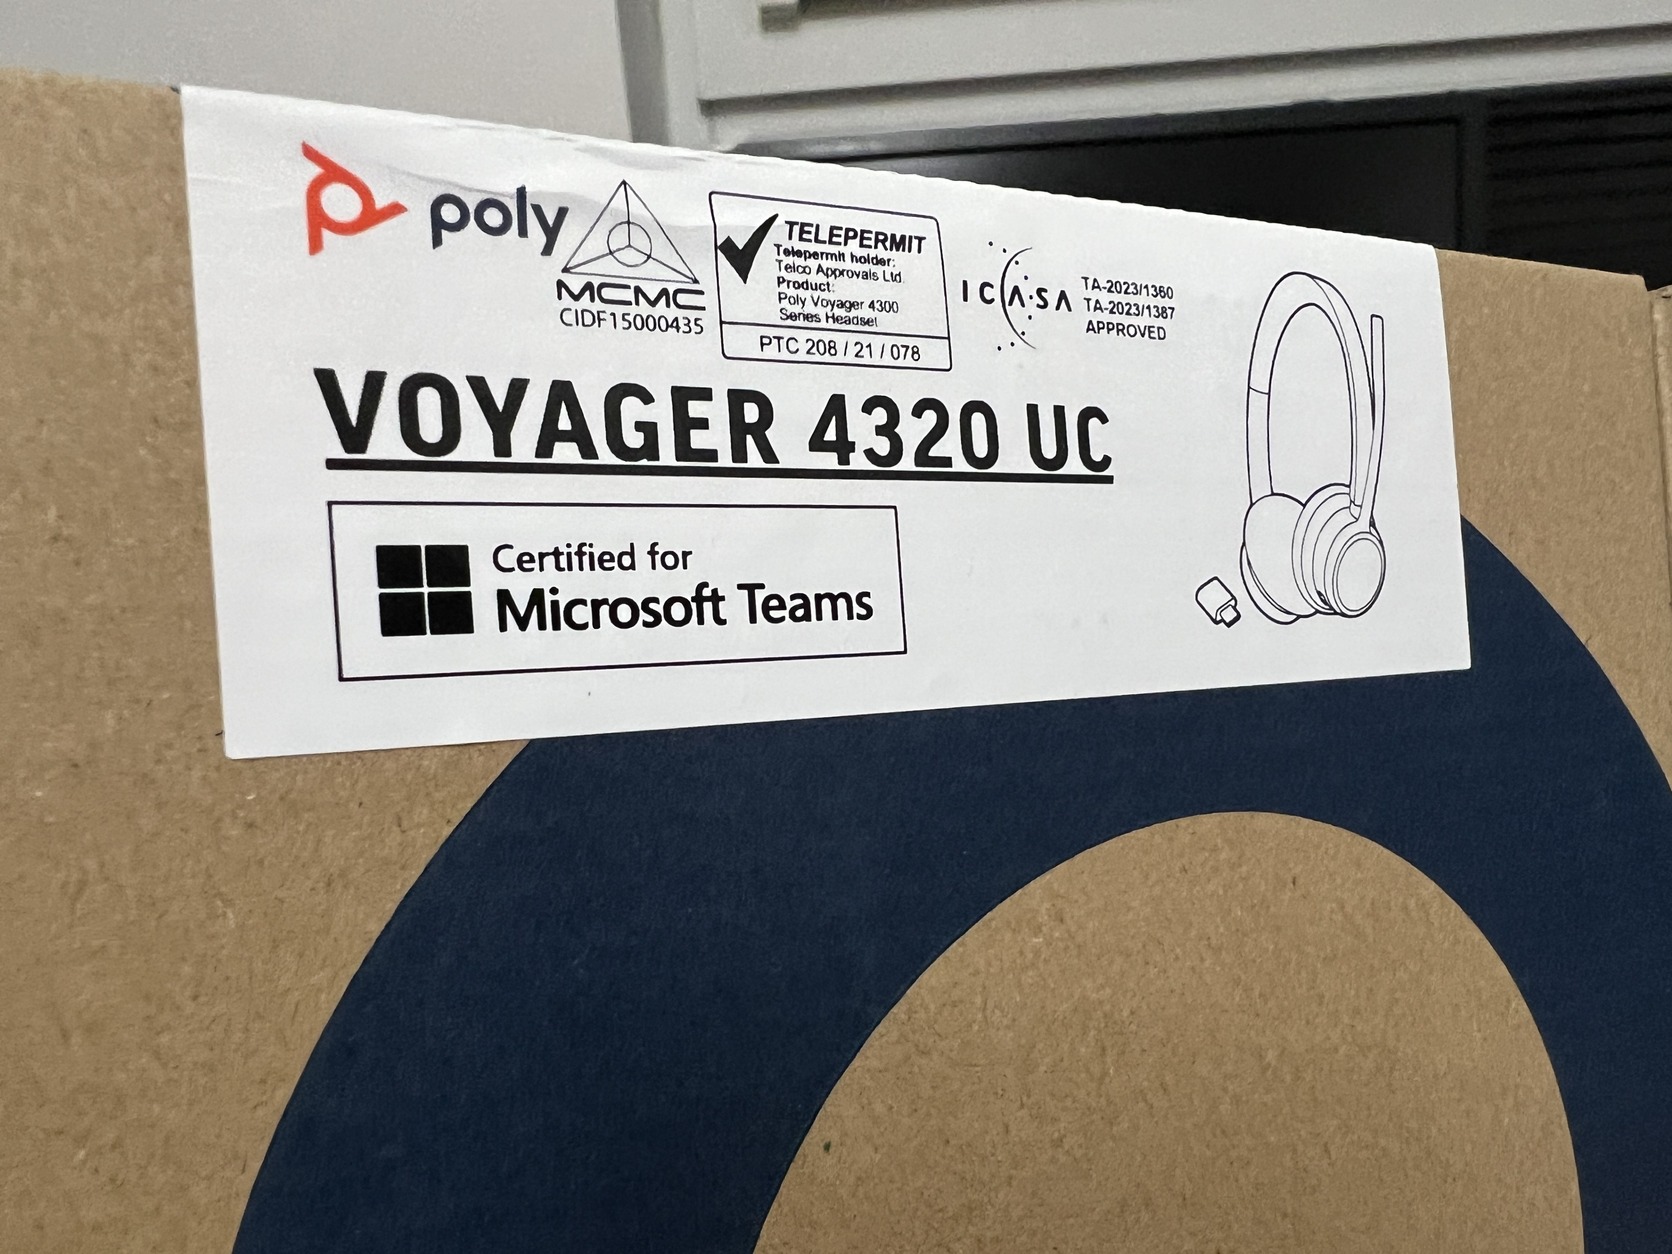 poly
MCMC
CIDF15000435
TELEPERMIT
Telepermit holder:
Telco Approvals Ltd
Product:
Poly Voyager 4300
Series Headset
PTC 208 / 21 / 078
ICASA
TA-2023/1360
TA-2023/1387
APPROVED
VOYAGER 4320 UC
Certified for
Microsoft Teams